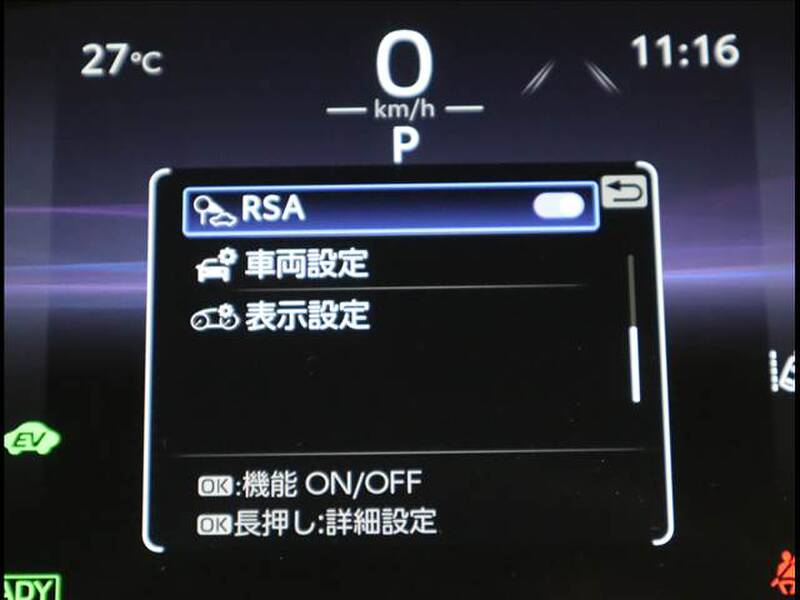 27℃
11:16
0
km/h
P
RSA
車両設定
表示設定
OK:機能 ON/OFF
OK長押し:詳細設定
EV
ADY